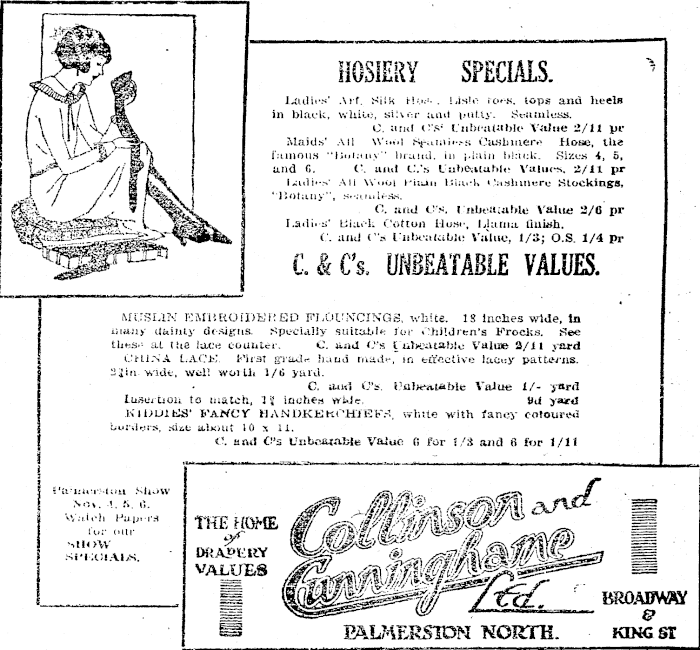 HOSIERY SPECIALS.
Ladies' Art. Silk Hose, Lisle toes, tops and heels
in black, white, silver and putty. Seamless.
C. and C's Unbeatable Value 2/11 pr
Maids' All Wool Seamless Cashmere Hose, the
famous "Botany" brand, in plain black. Sizes 4, 5,
and 6. C. and C.'s Unbeatable Values, 2/11 pr
Ladies' All Wool Plain Black Cashmere Stockings,
"Botany", seamless.
C. and C's. Unbeatable Value 2/6 pr
Ladies' Black Cotton Hose, Llama finish.
C. and C's Unbeatable Value, 1/3; O.S. 1/4 pr
C. & C's. UNBEATABLE VALUES.
MUSLIN EMBROIDERED FLOUNCINGS, white. 18 inches wide, in
many dainty designs. Specially suitable for Children's Frocks. See
these at the lace counter. C. and C's Unbeatable Value 2/11 yard
CHINA LACE. First grade hand made, in effective lacey patterns.
in wide, well worth 1/6 yard.
C. and C's. Unbeatable Value 1/- yard
Insertion to match, inches wide. 9d yard
KIDDIES' FANCY HANDKERCHIEFS, white with fancy coloured
borders, size about 10 x 11.
C. and C's Unbeatable Value 6 for 1/3 and 6 for 1/11
Palmerston Show
Nov. 4, 5, 6.
Watch Papers
for our
SHOW
SPECIALS.
THE HOME
of
DRAPERY
VALUES
Collinson and
Cunninghame
Ltd.
PALMERSTON NORTH.
BROADWAY
&
KING ST